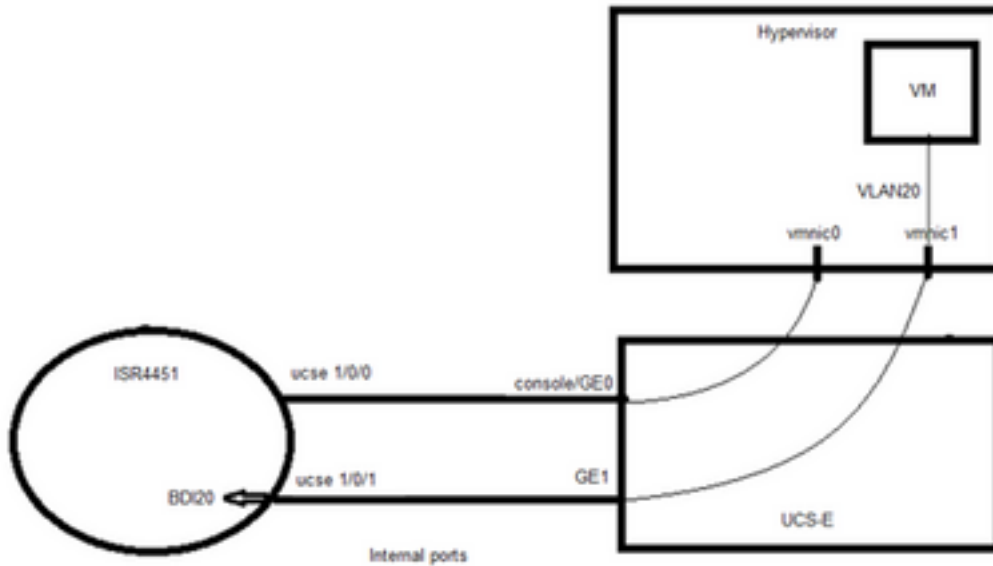 Hypervisor
VM
VLAN20
vmnic0
vmnic1
ISR4451
ucse 1/0/0
console/GE0
ucse 1/0/1
GE1
BDI20
UCS-E
Internal ports